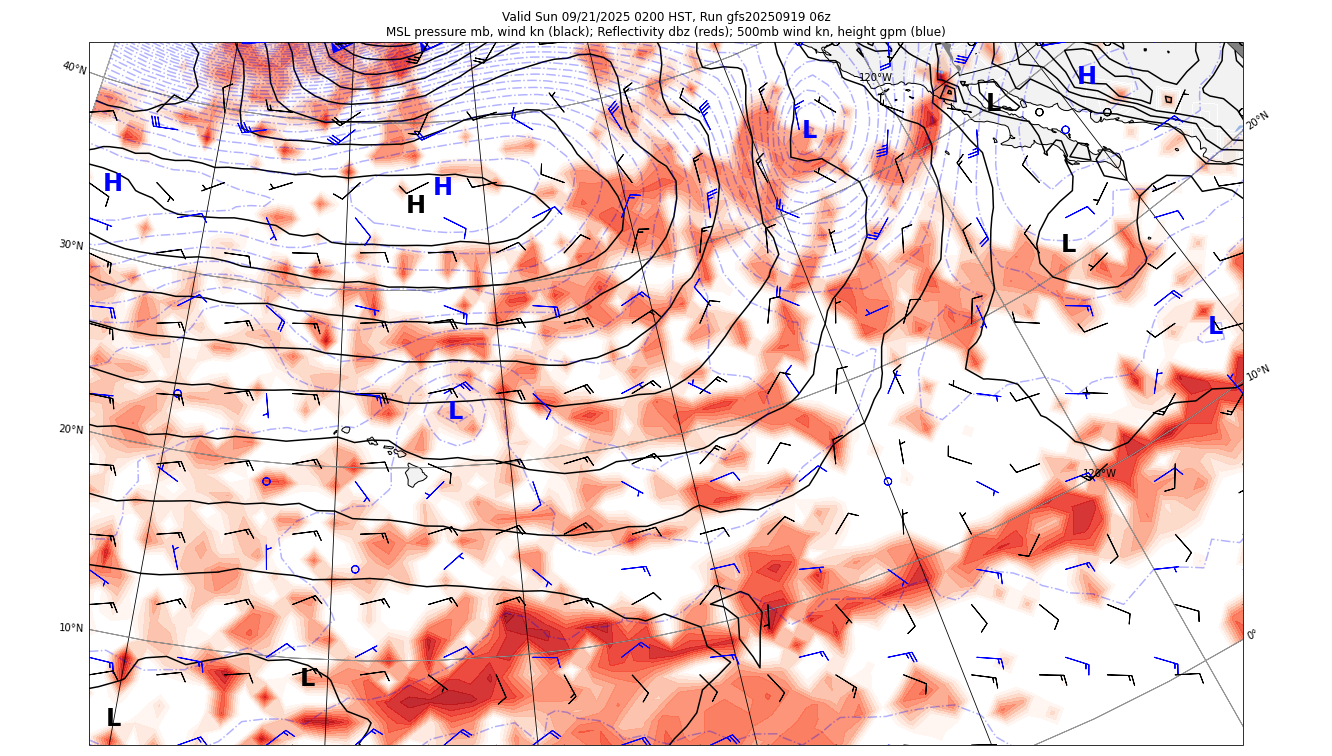 Valid Sun 09/21/2025 0200 HST, Run gfs20250919 06z
MSL pressure mb, wind kn (black); Reflectivity dbz (reds); 500mb wind kn, height gpm (blue)
40°N
120°W
H
L
20°N
L
H
H
H
30°N
L
L
10°N
L
20°N
120°W
10°N
0°
L
L